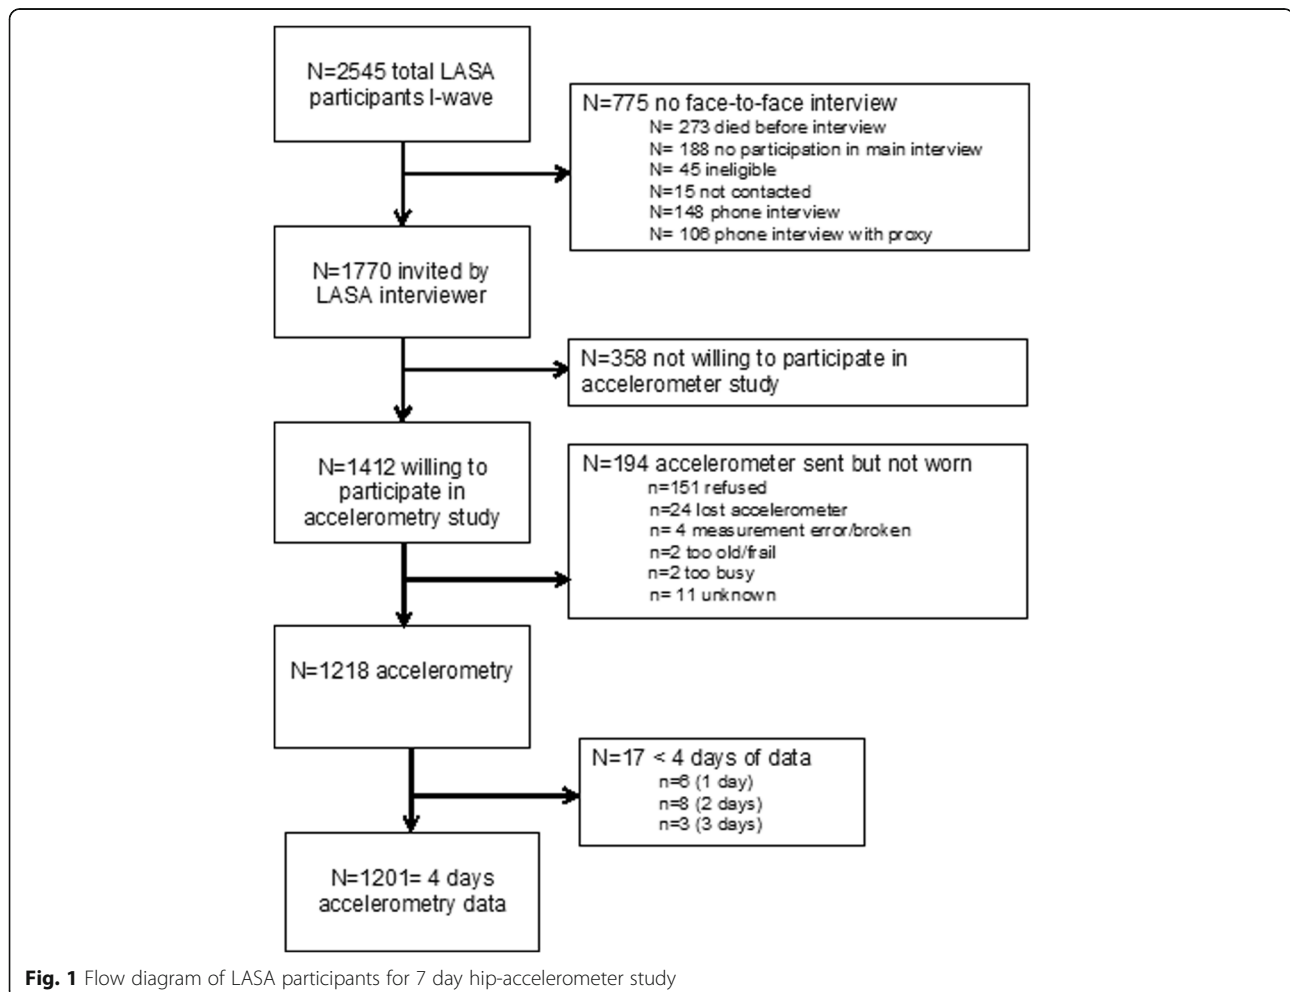 N=2545 total LASA
participants I-wave
N=775 no face-to-face interview
N= 273 died before interview
N= 188 no participation in main interview
N= 45 ineligible
N=15 not contacted
N=148 phone interview
N= 106 phone interview with proxy
N=1770 invited by
LASA interviewer
N=358 not willing to participate in
accelerometer study
N=1412 willing to
participate in
accelerometry study
N=194 accelerometer sent but not worn
n=151 refused
n=24 lost accelerometer
n= 4 measurement error/broken
n=2 too old/frail
n=2 too busy
n= 11 unknown
N=1218 accelerometry
N=17 < 4 days of data
n=6 (1 day)
n=8 (2 days)
n=3 (3 days)
N=1201= 4 days
accelerometry data
Fig. 1 Flow diagram of LASA participants for 7 day hip-accelerometer study